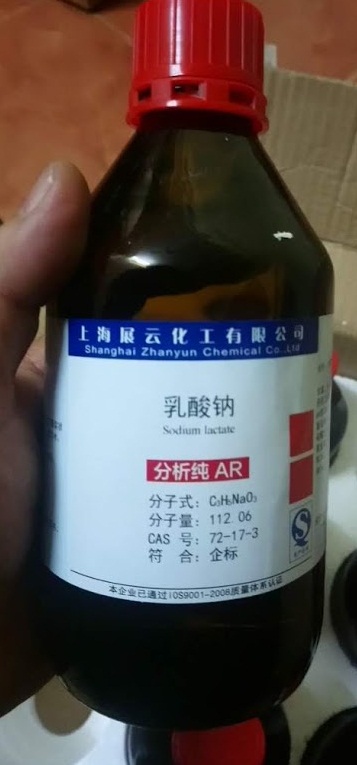 上海展云化工有限公司
Shanghai Zhanyun Chemical Co.,Ltd
乳酸钠
Sodium lactate
分析纯 AR
分子式: C₃H₅NaO₃
分子量: 112.06
CAS 号: 72-17-3
符 合: 企标
本企业已通过iOS9001-2008质量体系认证